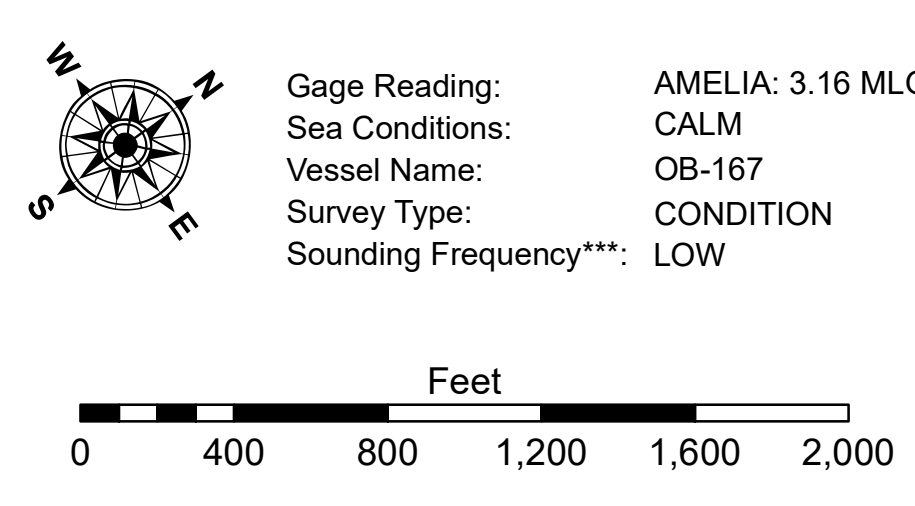 W
N
S
E
Gage Reading: AMELIA: 3.16
Sea Conditions: CALM
Vessel Name: OB-167
Survey Type: CONDITION
Sounding Frequency***: LOW
Feet
0 400 800 1,200 1,600 2,000